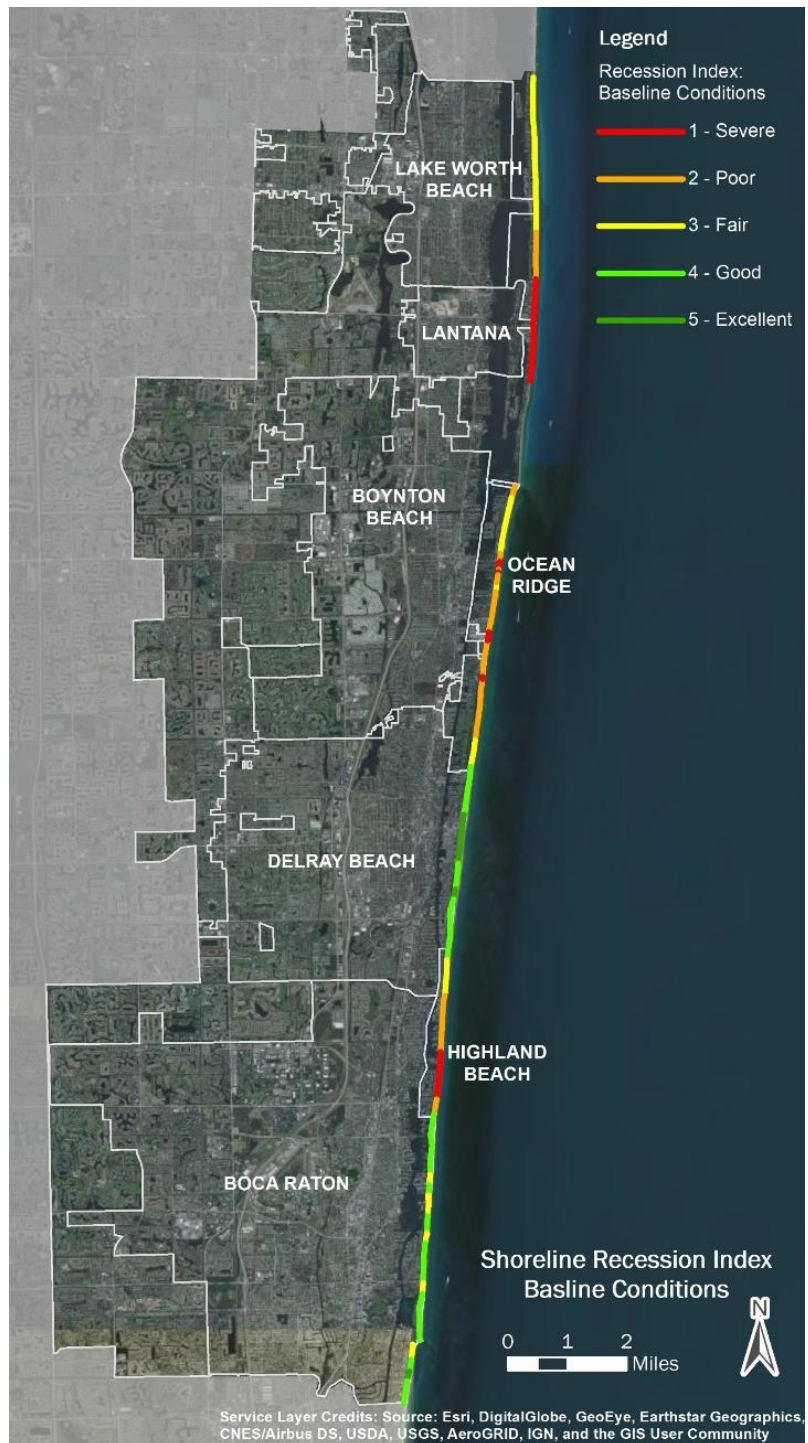 Legend
Recession Index:
Baseline Conditions
1 - Severe
2 - Poor
3 - Fair
4 - Good
5 - Excellent
LAKE WORTH
BEACH
LANTANA
BOYNTON
BEACH
OCEAN
RIDGE
DELRAY BEACH
HIGHLAND
BEACH
BOCA RATON
Shoreline Recession Index
Basline Conditions
N
0 1 2
Miles
Service Layer Credits: Source: Esri, DigitalGlobe, GeoEye, Earthstar Geographics,
CNES/Airbus DS, USDA, USGS, AeroGRID, IGN, and the GIS User Community